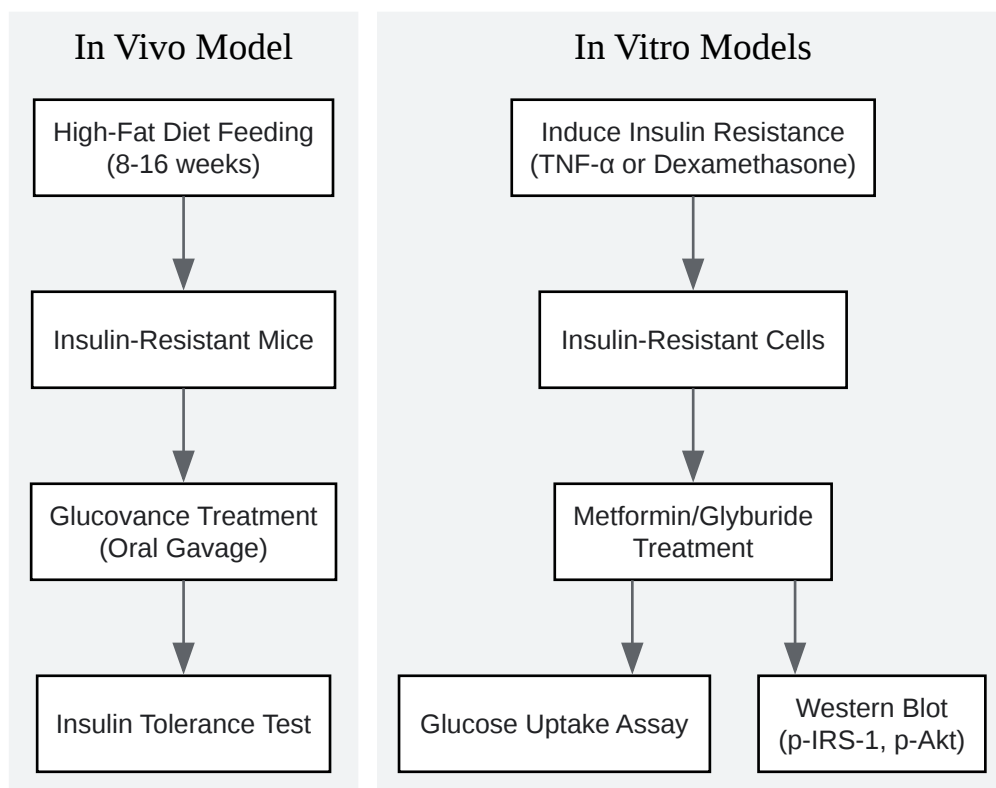 In Vivo Model
High-Fat Diet Feeding
(8-16 weeks)
Insulin-Resistant Mice
Glucovance Treatment
(Oral Gavage)
Insulin Tolerance Test
In Vitro Models
Induce Insulin Resistance
(TNF-α or Dexamethasone)
Insulin-Resistant Cells
Metformin/Glyburide
Treatment
Glucose Uptake Assay
Western Blot
(p-IRS-1, p-Akt)